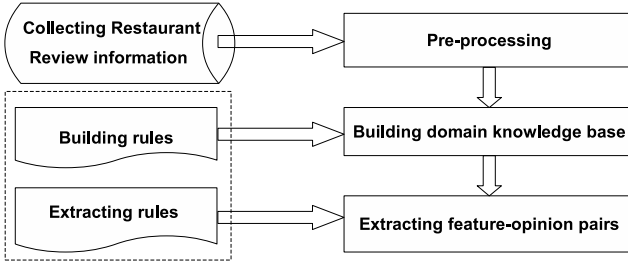 Collecting Restaurant
Review information
Pre-processing
Building rules
Building domain knowledge base
Extracting rules
Extracting feature-opinion pairs